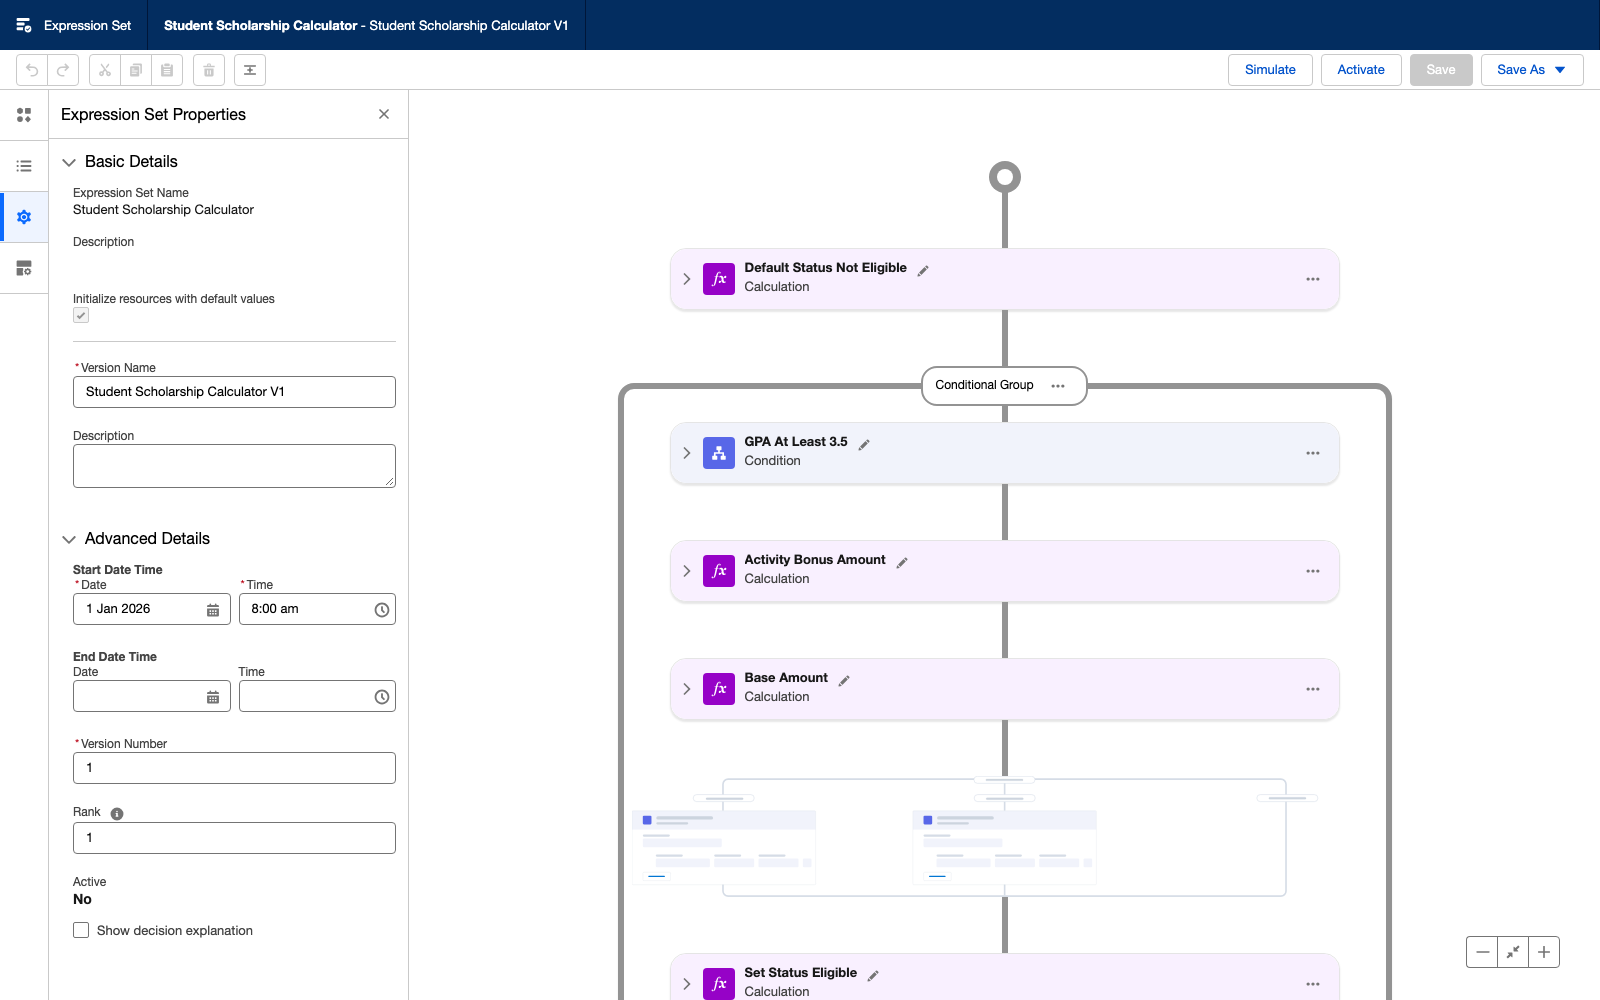 Expression Set
Student Scholarship Calculator - Student Scholarship Calculator V1
Simulate
Activate
Save
Save As
Expression Set Properties
Basic Details
Expression Set Name
Student Scholarship Calculator
Description
Initialize resources with default values
* Version Name
Student Scholarship Calculator V1
Description
Advanced Details
Start Date Time
* Date
* Time
1 Jan 2026
8:00 am
End Date Time
Date
Time
* Version Number
1
Rank
1
Active
No
Show decision explanation
fx
Default Status Not Eligible
Calculation
Conditional Group
GPA At Least 3.5
Condition
fx
Activity Bonus Amount
Calculation
fx
Base Amount
Calculation
fx
Set Status Eligible
Calculation